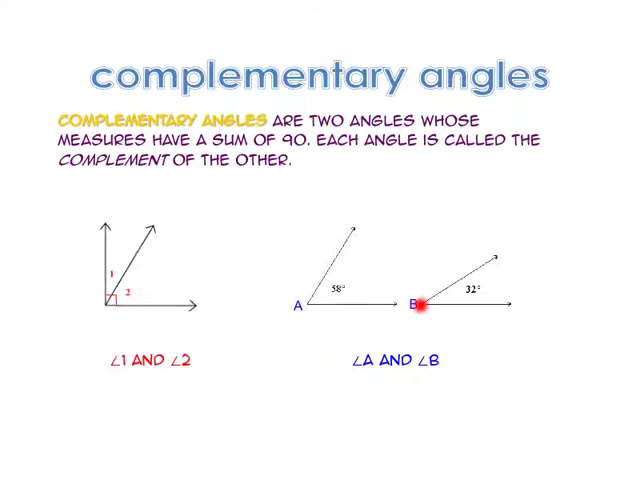 complementary angles
COMPLEMENTARY ANGLES ARE TWO ANGLES WHOSE
MEASURES HAVE A SUM OF 90. EACH ANGLE IS CALLED THE
COMPLEMENT OF THE OTHER.
1
2
A
58°
B
32°
∠1 AND ∠2
∠A AND ∠B